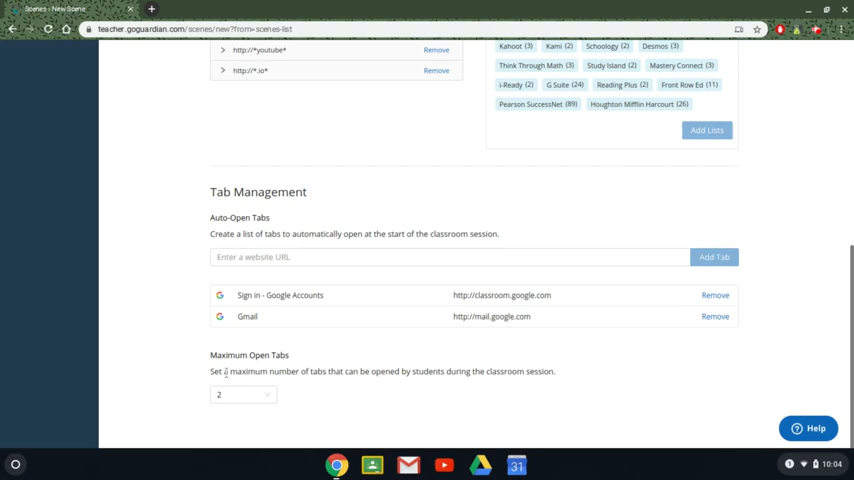 Scenes - New Scene
teacher.goguardian.com/scenes/new?from=scenes-list
http://*youtube* Remove
http://*.io* Remove
Kahoot (3) Kami (2) Schoology (2) Desmos (3)
Think Through Math (3) Study Island (2) Mastery Connect (3)
i-Ready (2) G Suite (24) Reading Plus (2) Front Row Ed (11)
Pearson SuccessNet (89) Houghton Mifflin Harcourt (26)
Add Lists
Tab Management
Auto-Open Tabs
Create a list of tabs to automatically open at the start of the classroom session.
Enter a website URL Add Tab
Sign in - Google Accounts http://classroom.google.com Remove
Gmail http://mail.google.com Remove
Maximum Open Tabs
Set a maximum number of tabs that can be opened by students during the classroom session.
2
Help
31
1 10:04